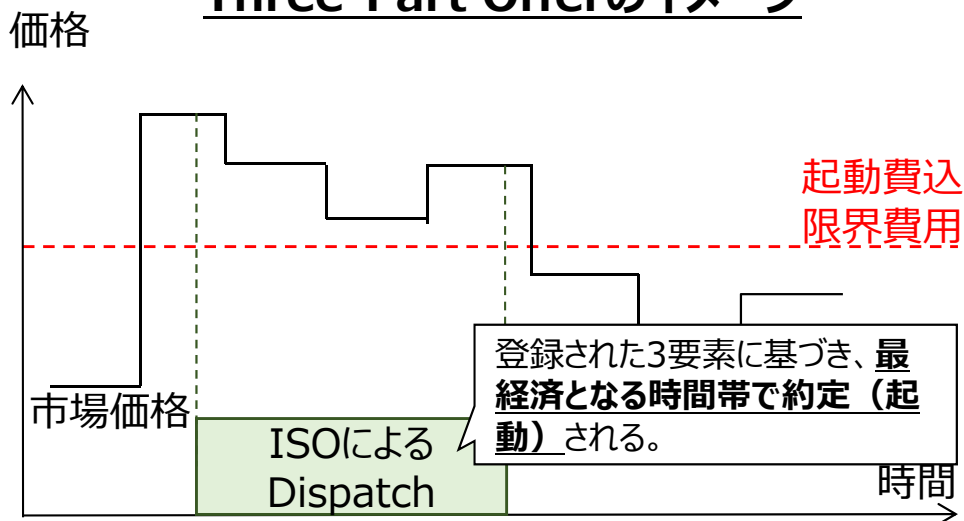 Three-Part Offerのイメージ
価格
起動費込
限界費用
登録された3要素に基づき、最
経済となる時間帯で約定（起
動）される。
市場価格
ISOによる
Dispatch
時間